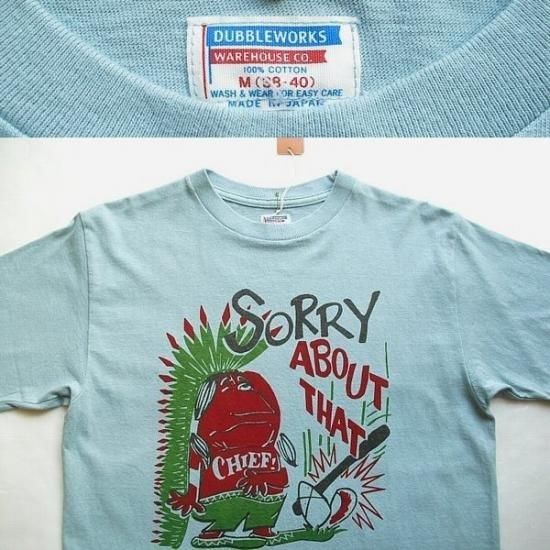 DUBBLEWORKS
WAREHOUSE CO.
100% COTTON
M (38-40)
WASH & WEAR FOR EASY CARE
MADE IN JAPAN
SORRY
ABOUT
THAT
CHIEF!